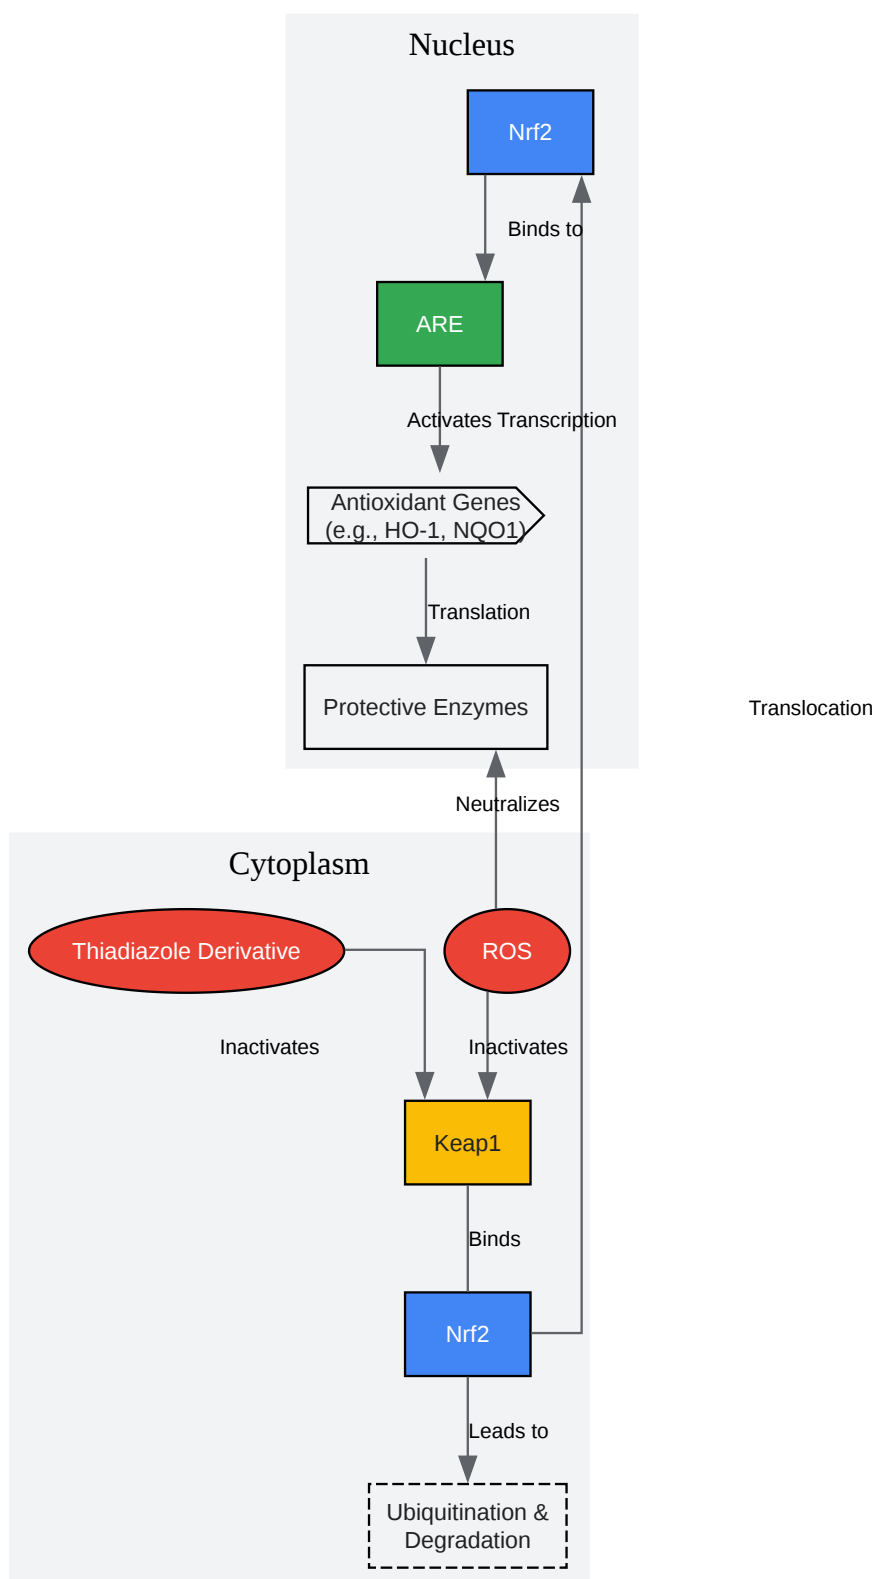 Nucleus
Nrf2
Binds to
ARE
Activates Transcription
Antioxidant Genes
(e.g., HO-1, NQO1)
Translation
Protective Enzymes
Translocation
Neutralizes
Cytoplasm
Thiadiazole Derivative
ROS
Inactivates
Inactivates
Keap1
Binds
Nrf2
Leads to
Ubiquitination &
Degradation